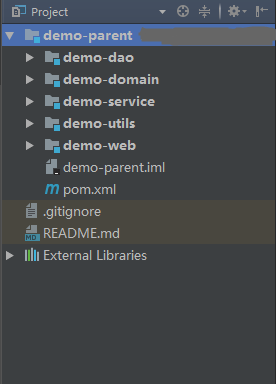 Project
demo-parent
demo-dao
demo-domain
demo-service
demo-utils
demo-web
demo-parent.iml
m pom.xml
.gitignore
MD README.md
External Libraries